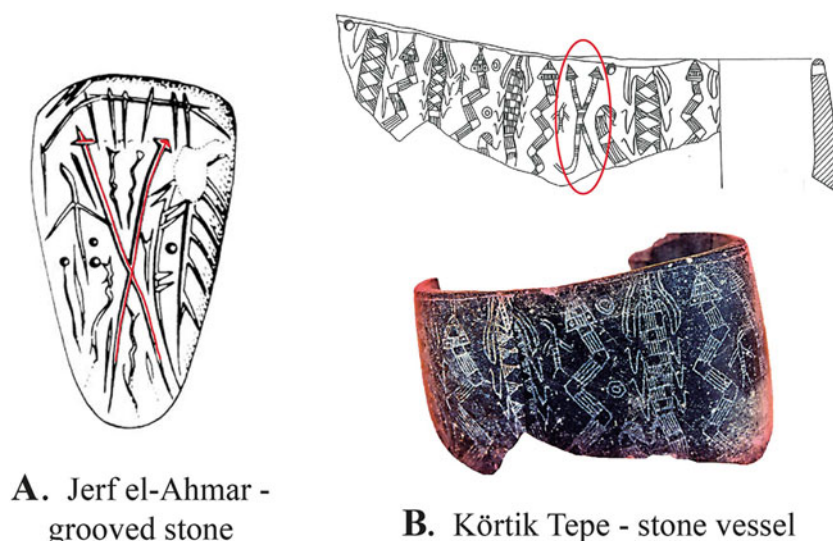 A. Jerf el-Ahmar -
grooved stone
B. Körtik Tepe - stone vessel